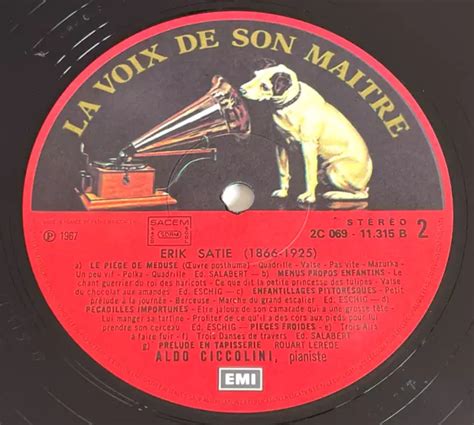 LA VOIX DE SON MAITRE
SACEM
℗ 1967
STEREO
2C 069 - 11.315 B 2
ERIK SATIE (1866-1925)
a) LE PIÈGE DE MÉDUSE (Œuvre posthume) - Quadrille - Valse - Pas vite - Mazurka -
Un peu vif - Polka - Quadrille Ed. SALABERT - b) MENUS PROPOS ENFANTINS - Le
chant guerrier du roi des haricots - Ce que dit la petite princesse des tulipes -
Valse du chocolat aux amandes - Ed. ESCHIG - c) ENFANTILLAGES PITTORESQUES - Petit
prélude à la journée - Berceuse - Marche du grand escalier Ed. ESCHIG - d)
PECADILLES IMPORTUNES - Etre jaloux de son camarade qui a une grosse tête -
Lui manger sa tartine - Profiter de ce qu'il a des cors aux pieds pour lui
prendre son cerceau Ed. ESCHIG - PIEGES FROIDES - e) Trois Airs
à faire fuir - f) Trois Danses de travers Ed. SALABERT
g) PRELUDE EN TAPISSERIE ROUART LEREDE
ALDO CICCOLINI, pianiste
EMI